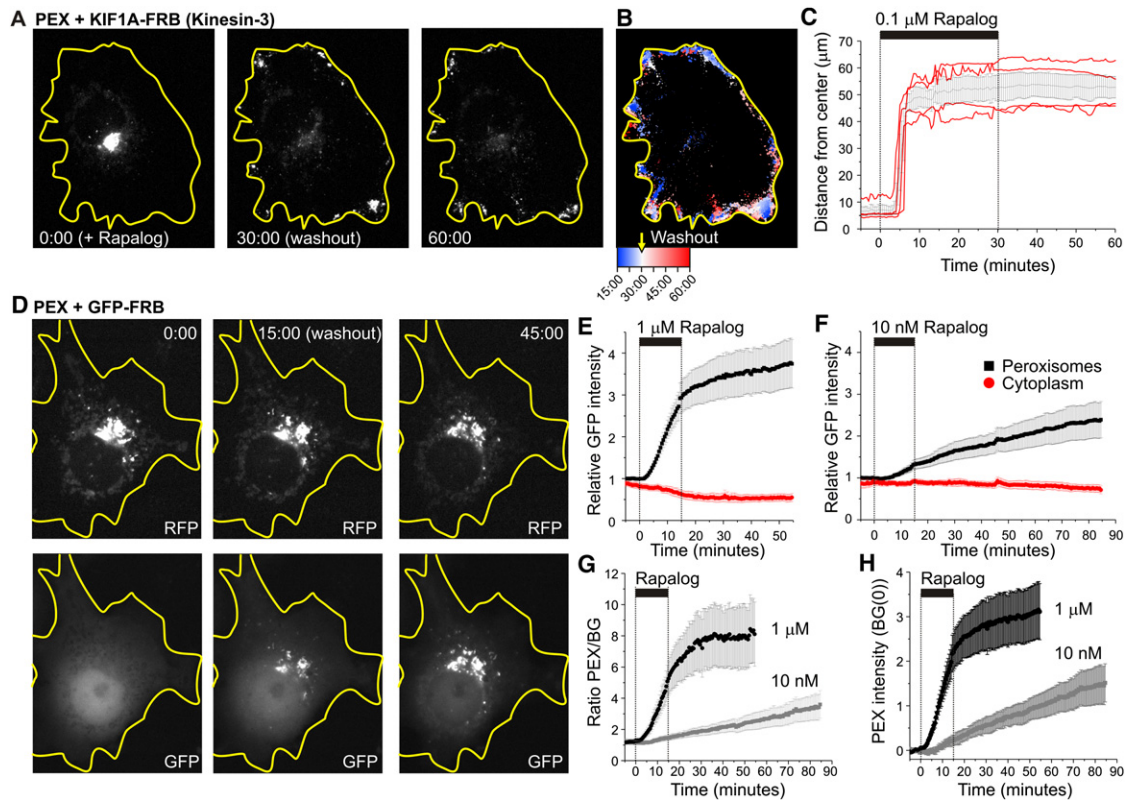 A PEX + KIF1A-FRB (Kinesin-3)
0:00 (+ Rapalog)
30:00 (washout)
60:00
B
Washout
15:00
30:00
45:00
60:00
C
0.1 µM Rapalog
Distance from center (µm)
70
60
50
40
30
20
10
0
0 10 20 30 40 50 60
Time (minutes)
D PEX + GFP-FRB
0:00
RFP
15:00 (washout)
RFP
45:00
RFP
GFP
GFP
GFP
E
1 µM Rapalog
Relative GFP intensity
4
3
2
1
0
0 10 20 30 40 50
Time (minutes)
F
10 nM Rapalog
Peroxisomes
Cytoplasm
Relative GFP intensity
4
3
2
1
0
0 10 20 30 40 50 60 70 80 90
Time (minutes)
G
Rapalog
1 µM
10 nM
Ratio PEX/BG
12
10
8
6
4
2
0
0 10 20 30 40 50 60 70 80 90
Time (minutes)
H
Rapalog
1 µM
10 nM
PEX intensity (BG(0))
4
3
2
1
0
0 10 20 30 40 50 60 70 80 90
Time (minutes)